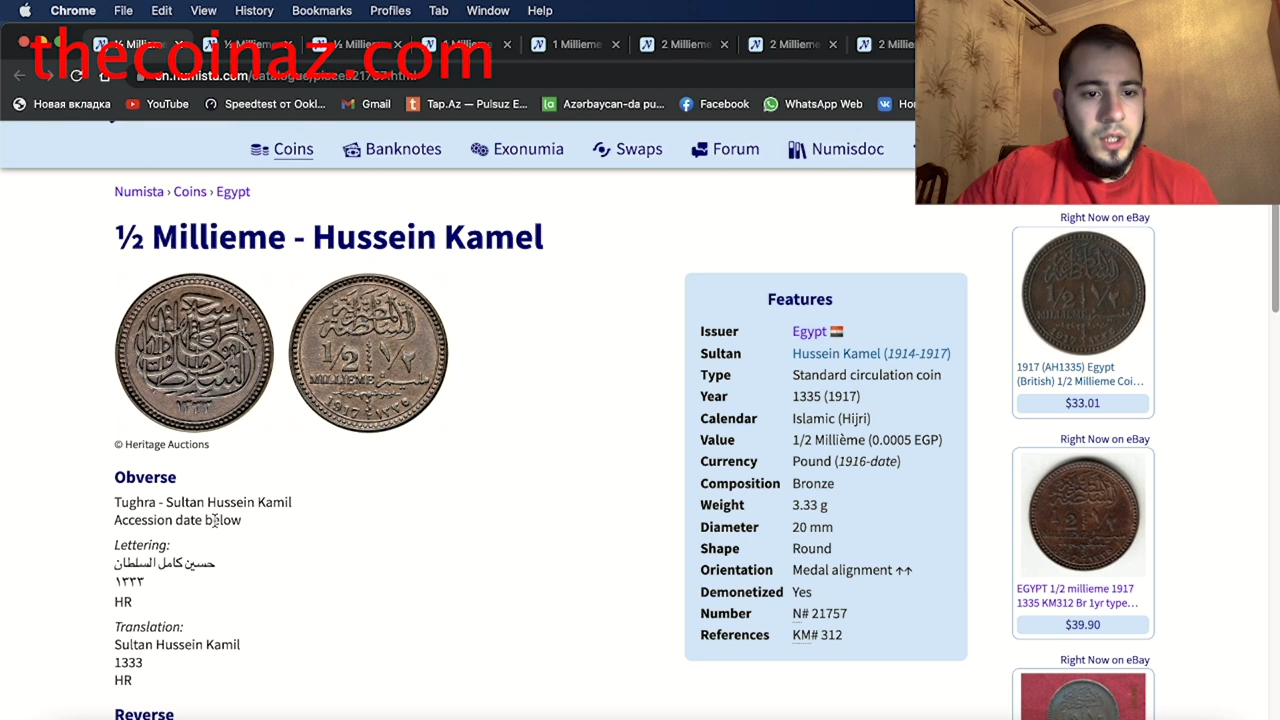 Chrome File Edit View History Bookmarks Profiles Tab Window Help
thecoinaz.com
1 Millieme
2 Millieme
2 Millieme
2 Millie
Новая вкладка
YouTube
Speedtest от Ookl...
Gmail
Tap.Az — Pulsuz E...
Azərbaycan-da pu...
Facebook
WhatsApp Web
Coins
Banknotes
Exonumia
Swaps
Forum
Numisdoc
Numista › Coins › Egypt
½ Millieme - Hussein Kamel
1/2
MILLIEME
1917
© Heritage Auctions
Obverse
Tughra - Sultan Hussein Kamil
Accession date below
Lettering:
حسين كامل السلطان
١٣٣٣
HR
Translation:
Sultan Hussein Kamil
1333
HR
Reverse
Features
Issuer Egypt
Sultan Hussein Kamel (1914-1917)
Type Standard circulation coin
Year 1335 (1917)
Calendar Islamic (Hijri)
Value 1/2 Millième (0.0005 EGP)
Currency Pound (1916-date)
Composition Bronze
Weight 3.33 g
Diameter 20 mm
Shape Round
Orientation Medal alignment ↑↑
Demonetized Yes
Number N# 21757
References KM# 312
Right Now on eBay
1917 (AH1335) Egypt
(British) 1/2 Millieme Coi...
$33.01
Right Now on eBay
EGYPT 1/2 millieme 1917
1335 KM312 Br 1yr type...
$39.90
Right Now on eBay